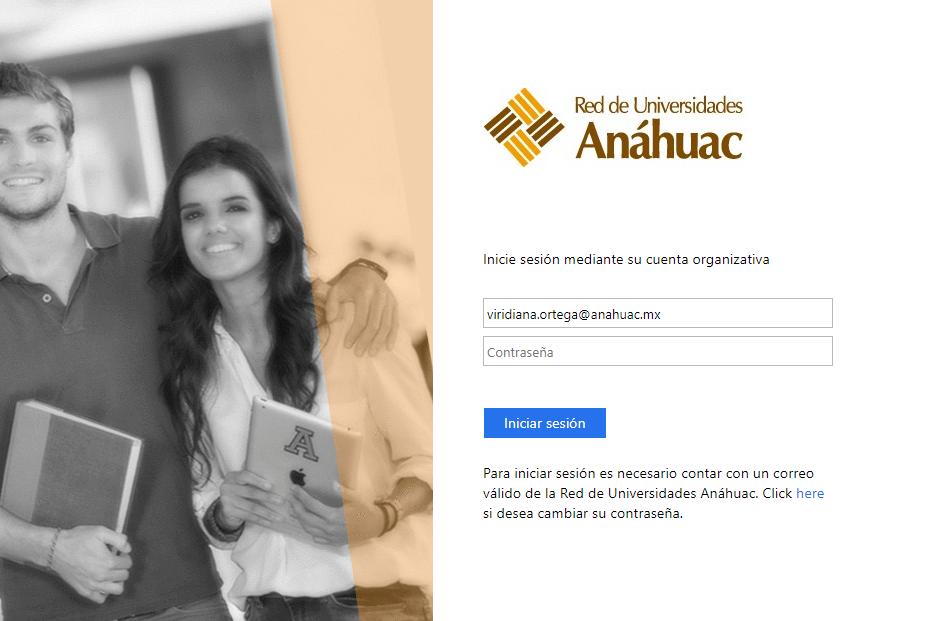 Red de Universidades
Anáhuac
Inicie sesión mediante su cuenta organizativa
viridiana.ortega@anahuac.mx
Contraseña
Iniciar sesión
Para iniciar sesión es necesario contar con un correo
válido de la Red de Universidades Anáhuac. Click here
si desea cambiar su contraseña.
A